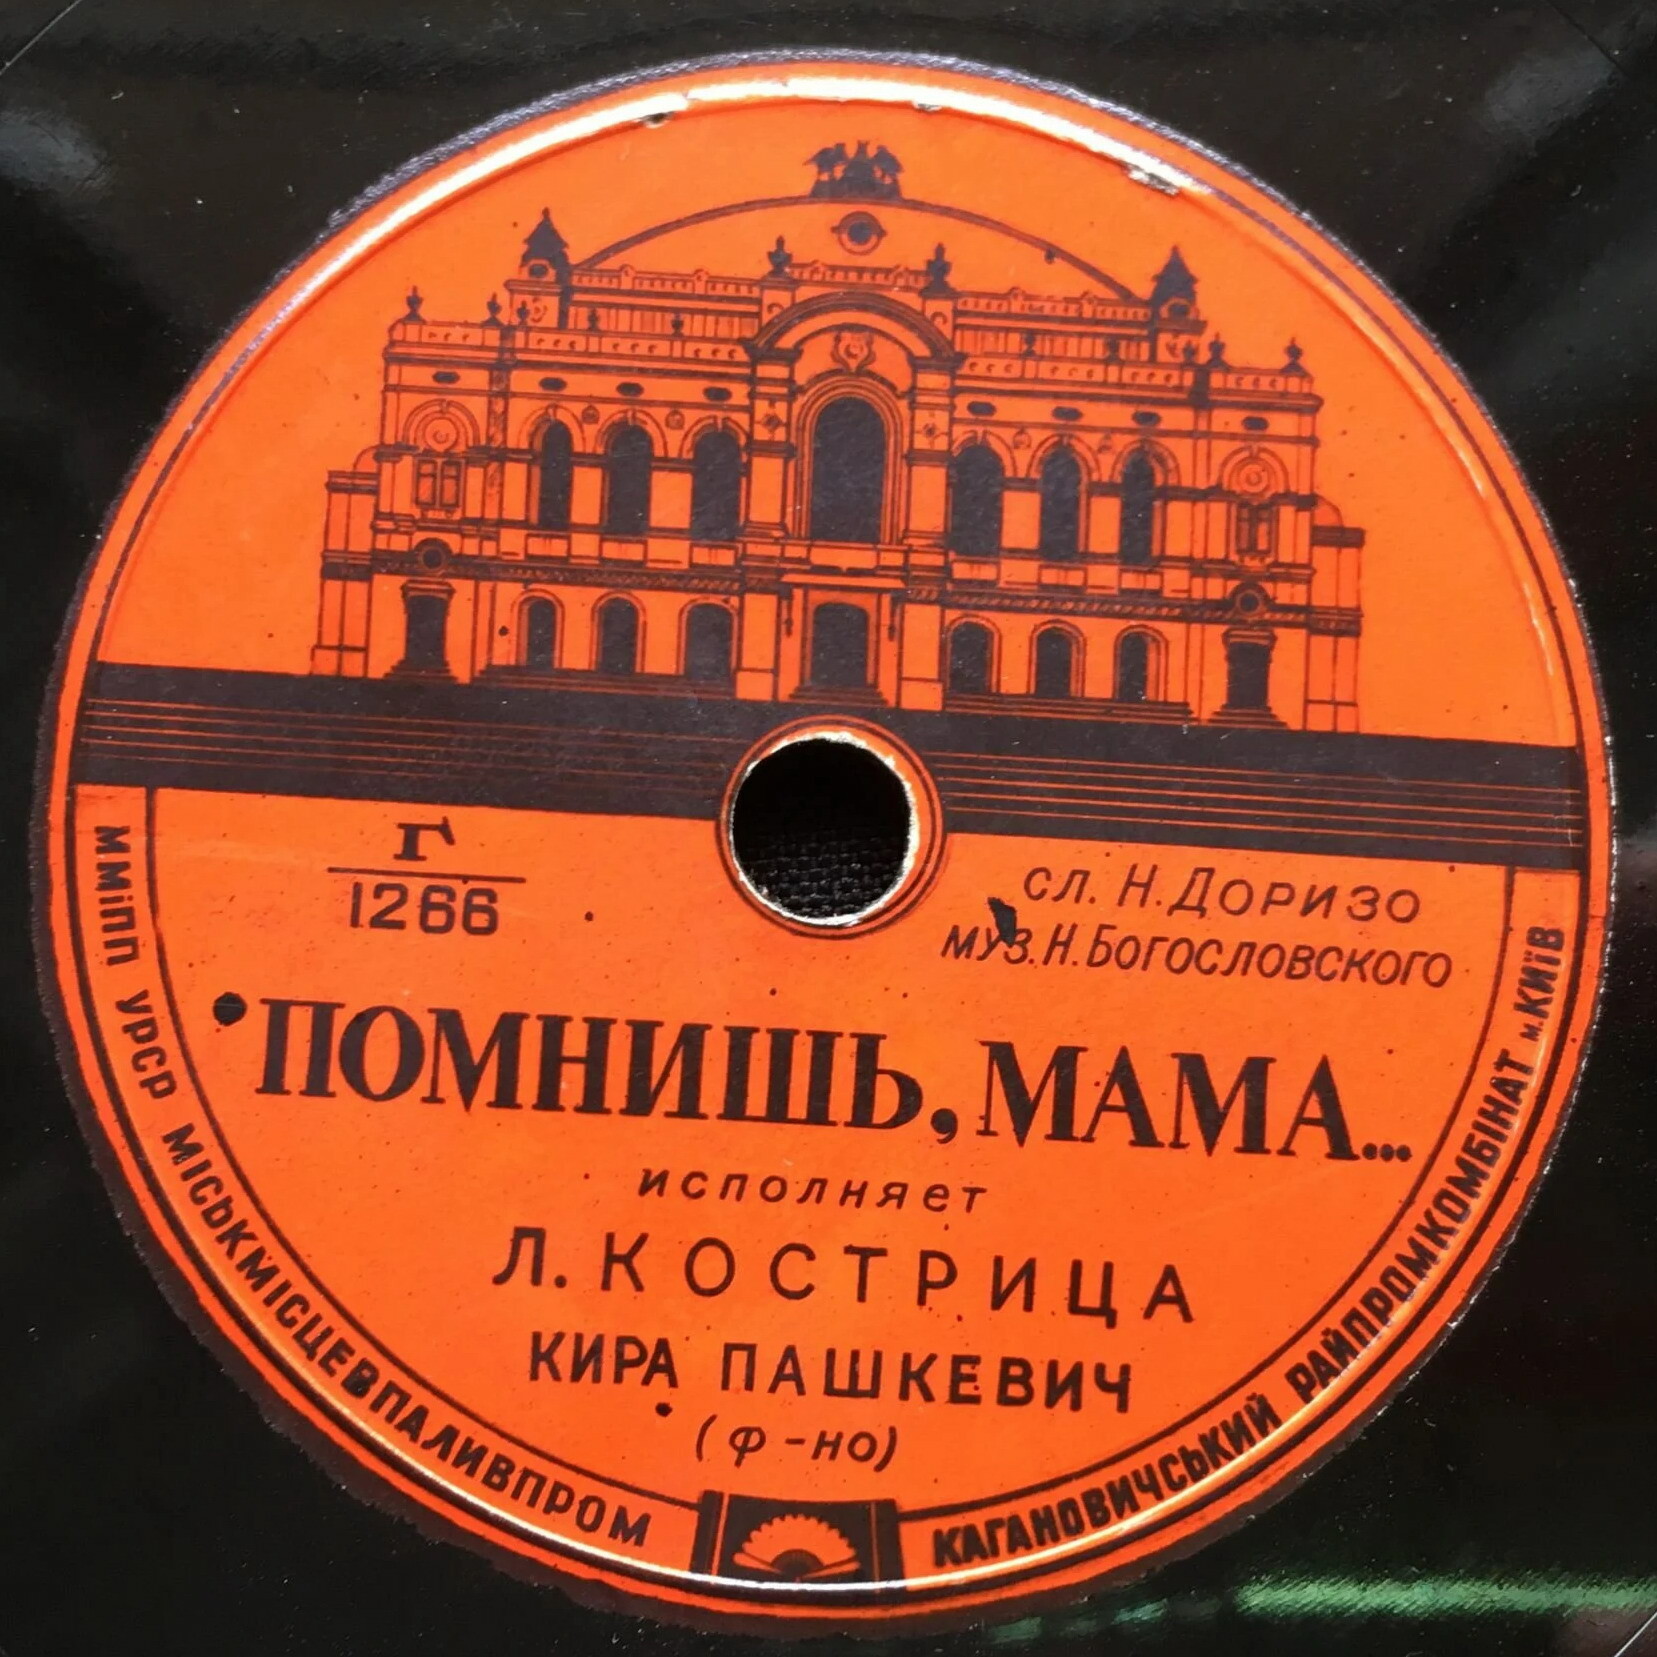 Г
1266
сл. Н. Доризо
муз. Н. Богословского
ПОМНИШЬ, МАМА...
исполняет
Л. КОСТРИЦА
КИРА ПАШКЕВИЧ
(ф-но)
ММіПП УРСР МІСЬКМІСЦЕВПАЛИВПРОМ
КАГАНОВИЧСЬКИЙ РАЙПРОМКОМБІНАТ м. КИЇВ